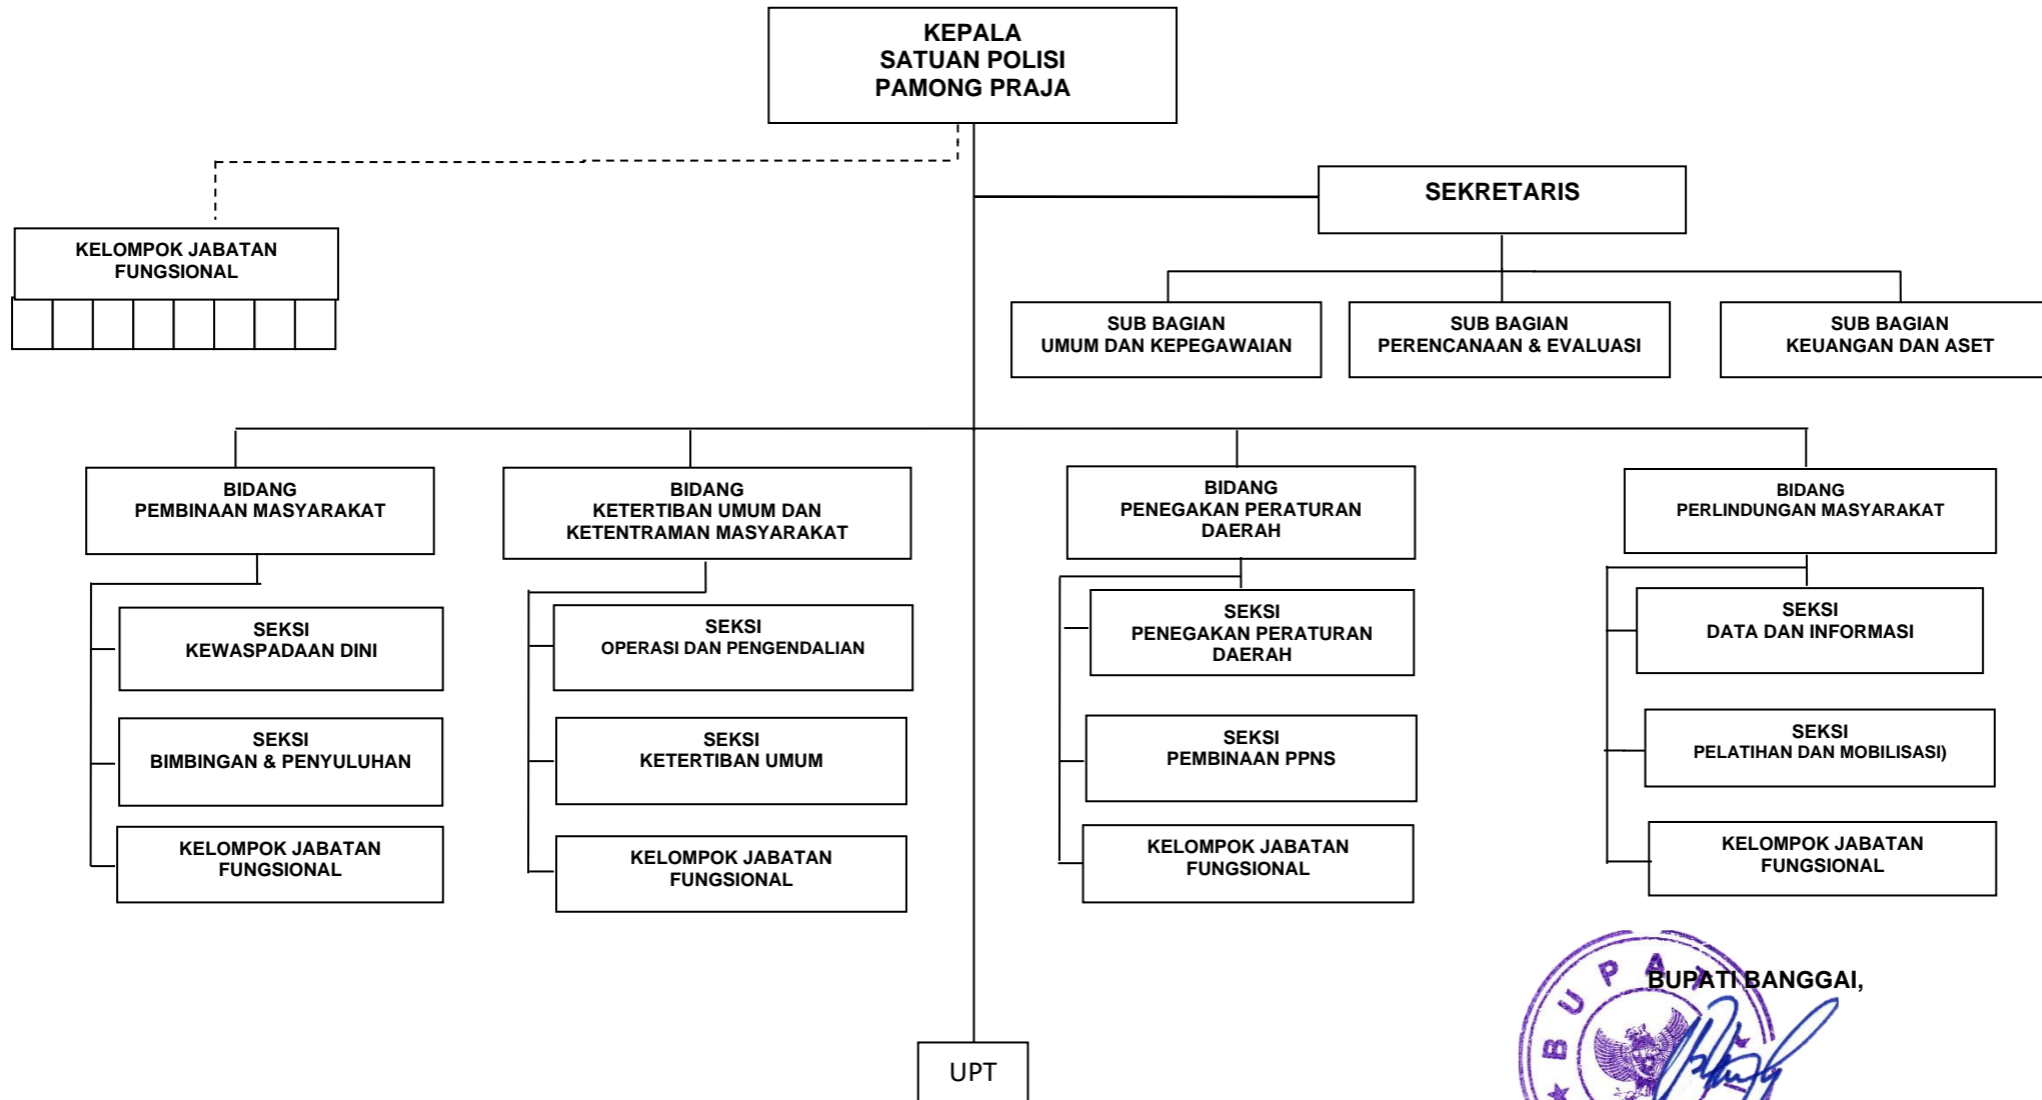 KEPALA
SATUAN POLISI
PAMONG PRAJA
SEKRETARIS
KELOMPOK JABATAN
FUNGSIONAL
SUB BAGIAN
UMUM DAN KEPEGAWAIAN
SUB BAGIAN
PERENCANAAN & EVALUASI
SUB BAGIAN
KEUANGAN DAN ASET
BIDANG
PEMBINAAN MASYARAKAT
BIDANG
KETERTIBAN UMUM DAN
KETENTRAMAN MASYARAKAT
BIDANG
PENEGAKAN PERATURAN
DAERAH
BIDANG
PERLINDUNGAN MASYARAKAT
SEKSI
KEWASPADAAN DINI
SEKSI
OPERASI DAN PENGENDALIAN
SEKSI
PENEGAKAN PERATURAN
DAERAH
SEKSI
DATA DAN INFORMASI
SEKSI
BIMBINGAN & PENYULUHAN
SEKSI
KETERTIBAN UMUM
SEKSI
PEMBINAAN PPNS
SEKSI
PELATIHAN DAN MOBILISASI)
KELOMPOK JABATAN
FUNGSIONAL
KELOMPOK JABATAN
FUNGSIONAL
KELOMPOK JABATAN
FUNGSIONAL
KELOMPOK JABATAN
FUNGSIONAL
BUPATI BANGGAI,
BUPATI
UPT